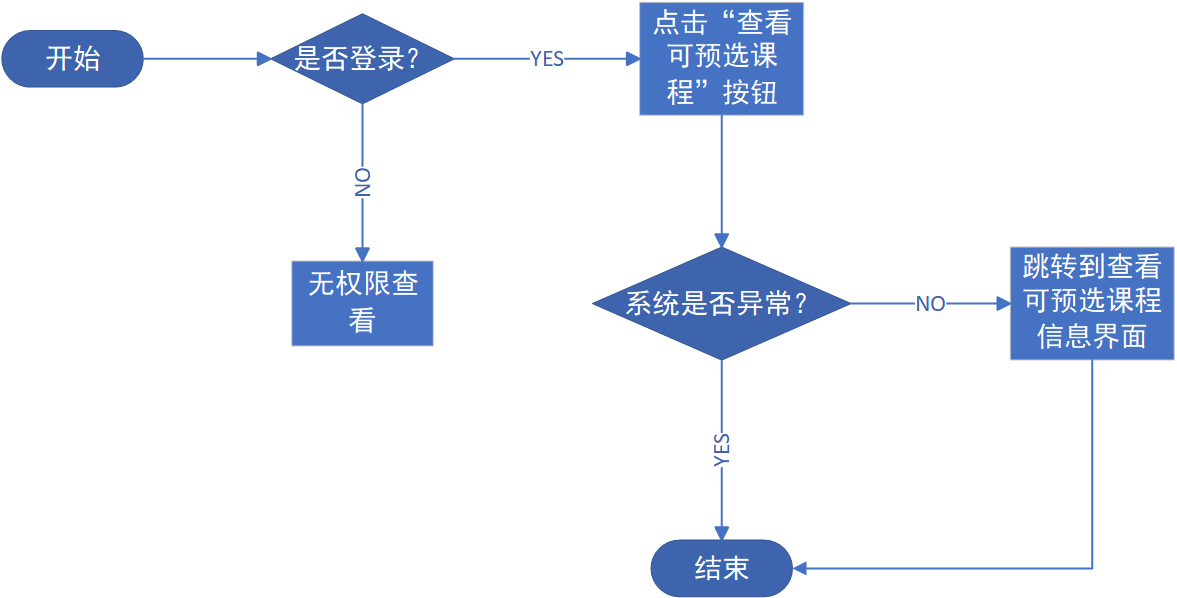 开始
是否登录？
YES
点击“查看
可预选课
程”按钮
NO
无权限查
看
系统是否异常？
NO
跳转到查看
可预选课程
信息界面
YES
结束